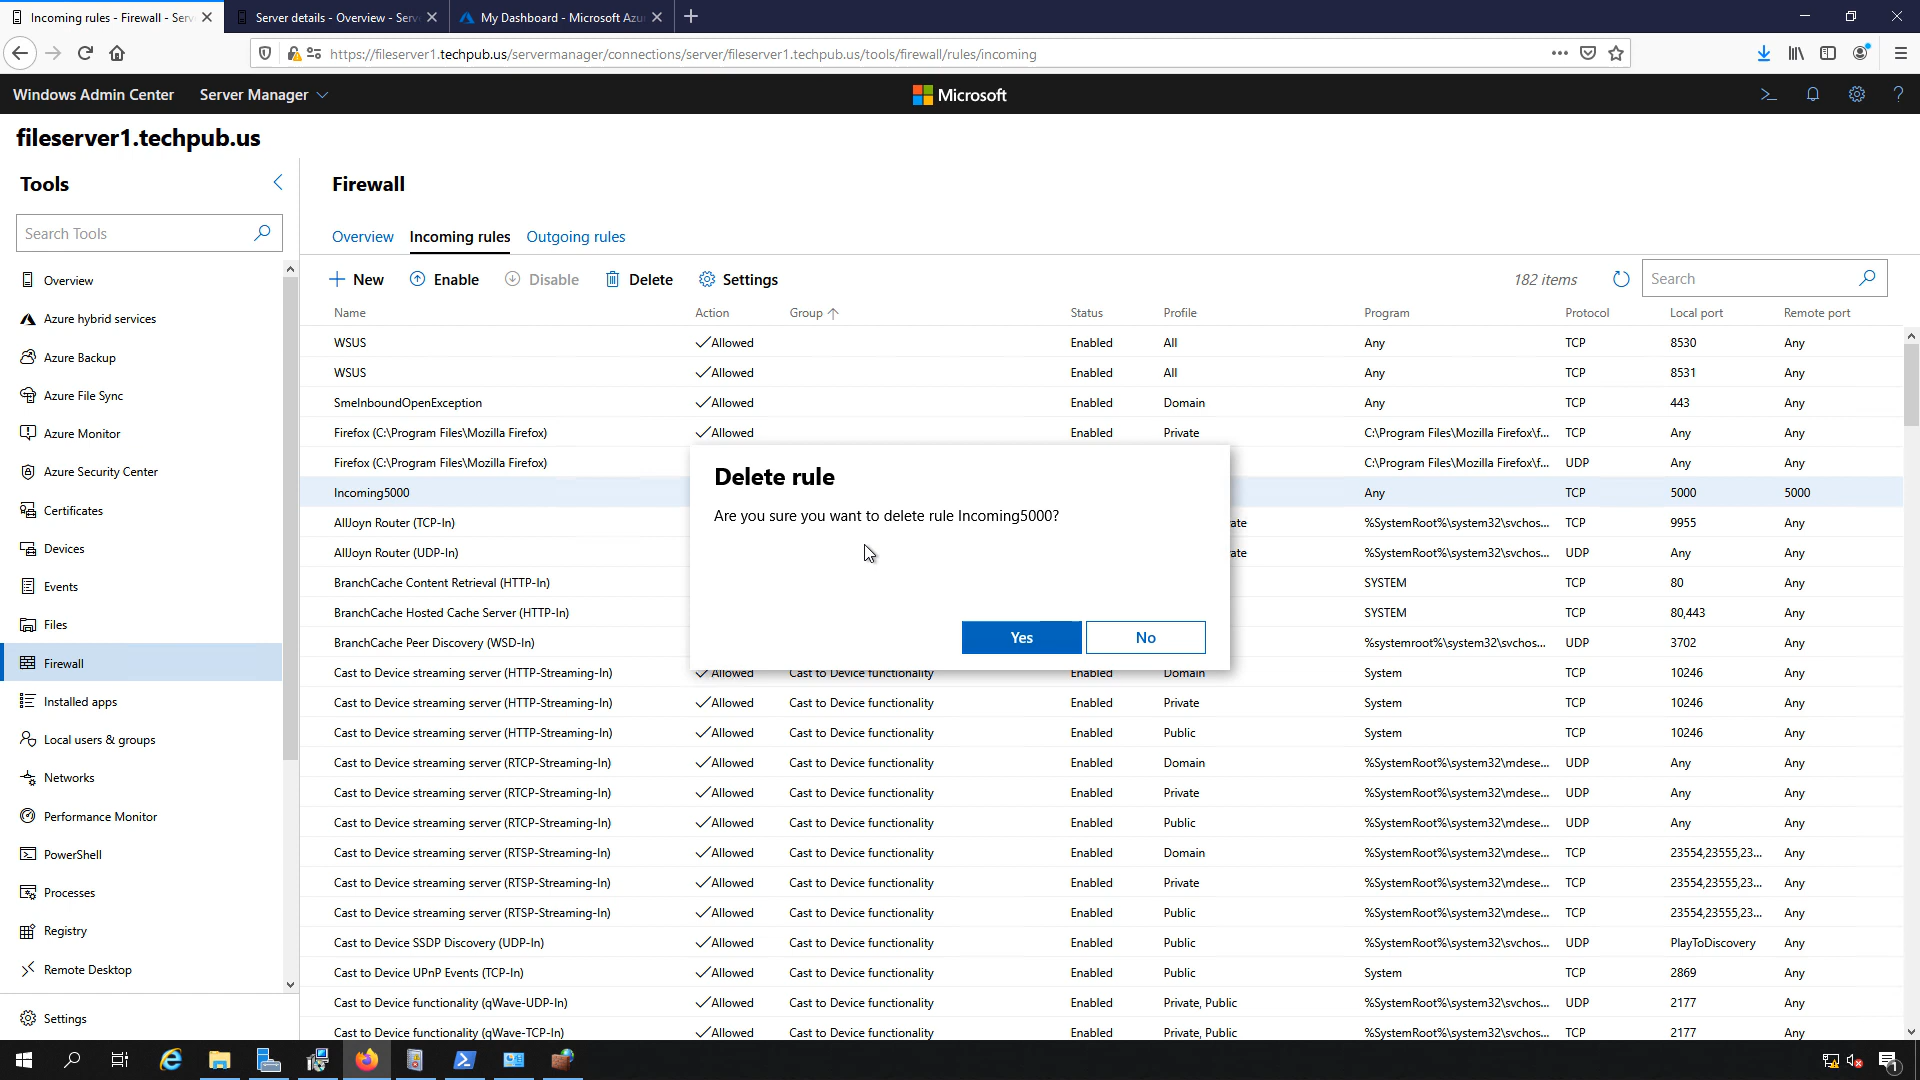 Incoming rules - Firewall - Serv
Server details - Overview - Serv
My Dashboard - Microsoft Azu
https://fileserver1.techpub.us/servermanager/connections/server/fileserver1.techpub.us/tools/firewall/rules/incoming
Windows Admin Center
Server Manager
Microsoft
fileserver1.techpub.us
Tools
Search Tools
Overview
Azure hybrid services
Azure Backup
Azure File Sync
Azure Monitor
Azure Security Center
Certificates
Devices
Events
Files
Firewall
Installed apps
Local users & groups
Networks
Performance Monitor
PowerShell
Processes
Registry
Remote Desktop
Settings
Firewall
Overview Incoming rules Outgoing rules
New Enable Disable Delete Settings 182 items Search
Name Action Group Status Profile Program Protocol Local port Remote port
WSUS Allowed Enabled All Any TCP 8530 Any
WSUS Allowed Enabled All Any TCP 8531 Any
SmeInboundOpenException Allowed Enabled Domain Any TCP 443 Any
Firefox (C:\Program Files\Mozilla Firefox) Allowed Enabled Private C:\Program Files\Mozilla Firefox\f... TCP Any Any
Firefox (C:\Program Files\Mozilla Firefox) C:\Program Files\Mozilla Firefox\f... UDP Any Any
Incoming5000 Any TCP 5000 5000
AllJoyn Router (TCP-In) ate %SystemRoot%\system32\svchos... TCP 9955 Any
AllJoyn Router (UDP-In) ate %SystemRoot%\system32\svchos... UDP Any Any
BranchCache Content Retrieval (HTTP-In) SYSTEM TCP 80 Any
BranchCache Hosted Cache Server (HTTP-In) SYSTEM TCP 80,443 Any
BranchCache Peer Discovery (WSD-In) %systemroot%\system32\svchos... UDP 3702 Any
Cast to Device streaming server (HTTP-Streaming-In) Allowed Cast to Device functionality Enabled Domain System TCP 10246 Any
Cast to Device streaming server (HTTP-Streaming-In) Allowed Cast to Device functionality Enabled Private System TCP 10246 Any
Cast to Device streaming server (HTTP-Streaming-In) Allowed Cast to Device functionality Enabled Public System TCP 10246 Any
Cast to Device streaming server (RTCP-Streaming-In) Allowed Cast to Device functionality Enabled Domain %SystemRoot%\system32\mdese... UDP Any Any
Cast to Device streaming server (RTCP-Streaming-In) Allowed Cast to Device functionality Enabled Private %SystemRoot%\system32\mdese... UDP Any Any
Cast to Device streaming server (RTCP-Streaming-In) Allowed Cast to Device functionality Enabled Public %SystemRoot%\system32\mdese... UDP Any Any
Cast to Device streaming server (RTSP-Streaming-In) Allowed Cast to Device functionality Enabled Domain %SystemRoot%\system32\mdese... TCP 23554,23555,23... Any
Cast to Device streaming server (RTSP-Streaming-In) Allowed Cast to Device functionality Enabled Private %SystemRoot%\system32\mdese... TCP 23554,23555,23... Any
Cast to Device streaming server (RTSP-Streaming-In) Allowed Cast to Device functionality Enabled Public %SystemRoot%\system32\mdese... TCP 23554,23555,23... Any
Cast to Device SSDP Discovery (UDP-In) Allowed Cast to Device functionality Enabled Public %SystemRoot%\system32\svchos... UDP PlayToDiscovery Any
Cast to Device UPnP Events (TCP-In) Allowed Cast to Device functionality Enabled Public System TCP 2869 Any
Cast to Device functionality (qWave-UDP-In) Allowed Cast to Device functionality Enabled Private, Public %SystemRoot%\system32\svchos... UDP 2177 Any
Cast to Device functionality (qWave-TCP-In) Allowed Cast to Device functionality Enabled Private, Public %SystemRoot%\system32\svchos... TCP 2177 Any
Delete rule
Are you sure you want to delete rule Incoming5000?
Yes No
1